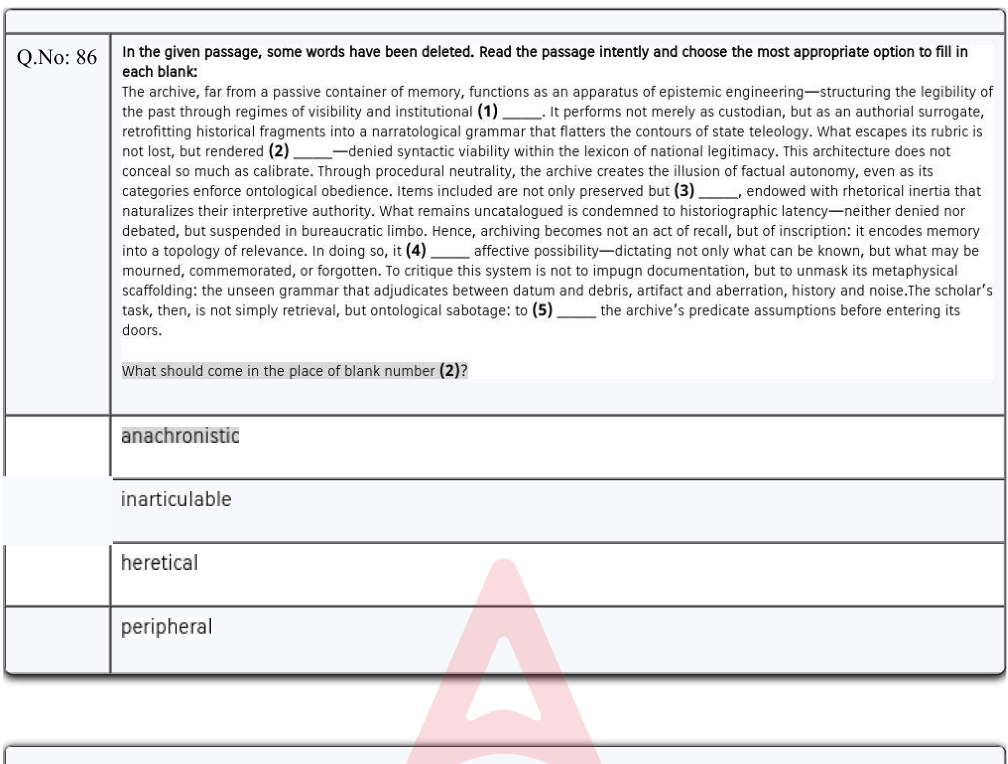 Q.No: 86
In the given passage, some words have been deleted. Read the passage intently and choose the most appropriate option to fill in
each blank:
The archive, far from a passive container of memory, functions as an apparatus of epistemic engineering—structuring the legibility of
the past through regimes of visibility and institutional (1) _____. It performs not merely as custodian, but as an authorial surrogate,
retrofitting historical fragments into a narratological grammar that flatters the contours of state teleology. What escapes its rubric is
not lost, but rendered (2) _____—denied syntactic viability within the lexicon of national legitimacy. This architecture does not
conceal so much as calibrate. Through procedural neutrality, the archive creates the illusion of factual autonomy, even as its
categories enforce ontological obedience. Items included are not only preserved but (3) _____, endowed with rhetorical inertia that
naturalizes their interpretive authority. What remains uncatalogued is condemned to historiographic latency—neither denied nor
debated, but suspended in bureaucratic limbo. Hence, archiving becomes not an act of recall, but of inscription: it encodes memory
into a topology of relevance. In doing so, it (4) _____ affective possibility—dictating not only what can be known, but what may be
mourned, commemorated, or forgotten. To critique this system is not to impugn documentation, but to unmask its metaphysical
scaffolding: the unseen grammar that adjudicates between datum and debris, artifact and aberration, history and noise.The scholar's
task, then, is not simply retrieval, but ontological sabotage: to (5) _____ the archive's predicate assumptions before entering its
doors.
What should come in the place of blank number (2)?
anachronistic
inarticulable
heretical
peripheral